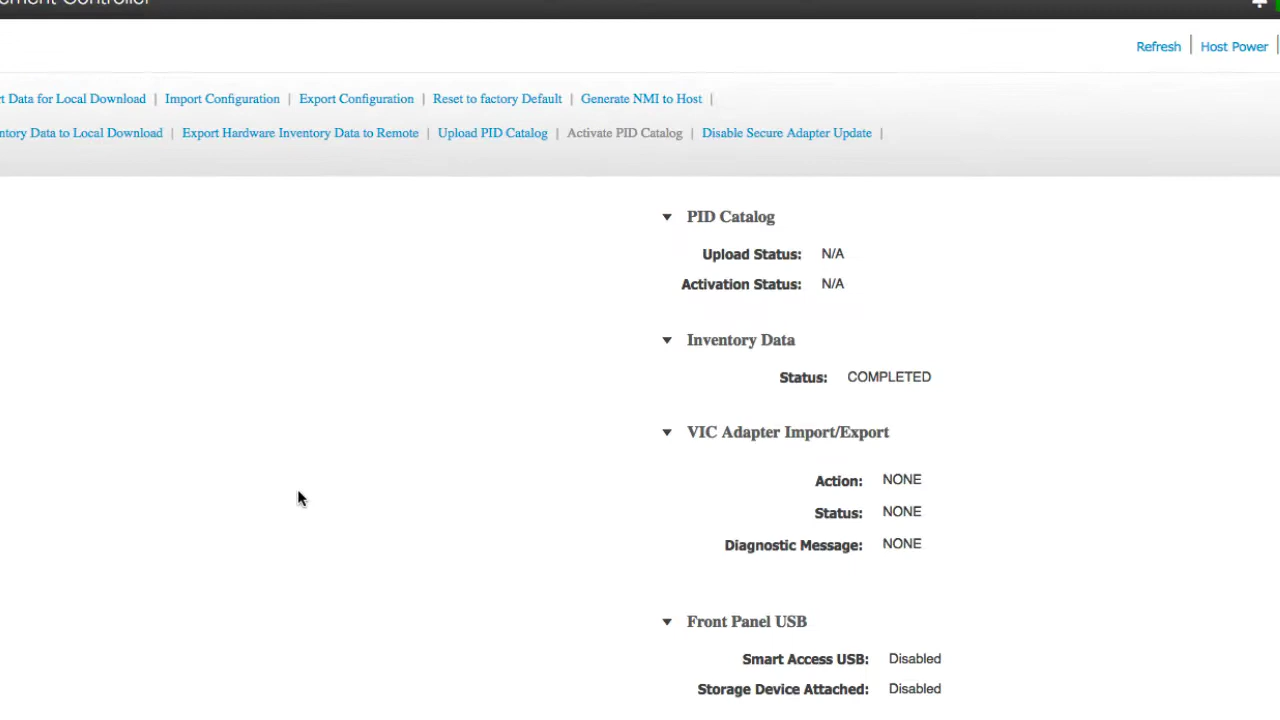 Controller
Refresh | Host Power |
Data for Local Download | Import Configuration | Export Configuration | Reset to factory Default | Generate NMI to Host |
Data to Local Download | Export Hardware Inventory Data to Remote | Upload PID Catalog | Activate PID Catalog | Disable Secure Adapter Update |
PID Catalog
Upload Status: N/A
Activation Status: N/A
Inventory Data
Status: COMPLETED
VIC Adapter Import/Export
Action: NONE
Status: NONE
Diagnostic Message: NONE
Front Panel USB
Smart Access USB: Disabled
Storage Device Attached: Disabled